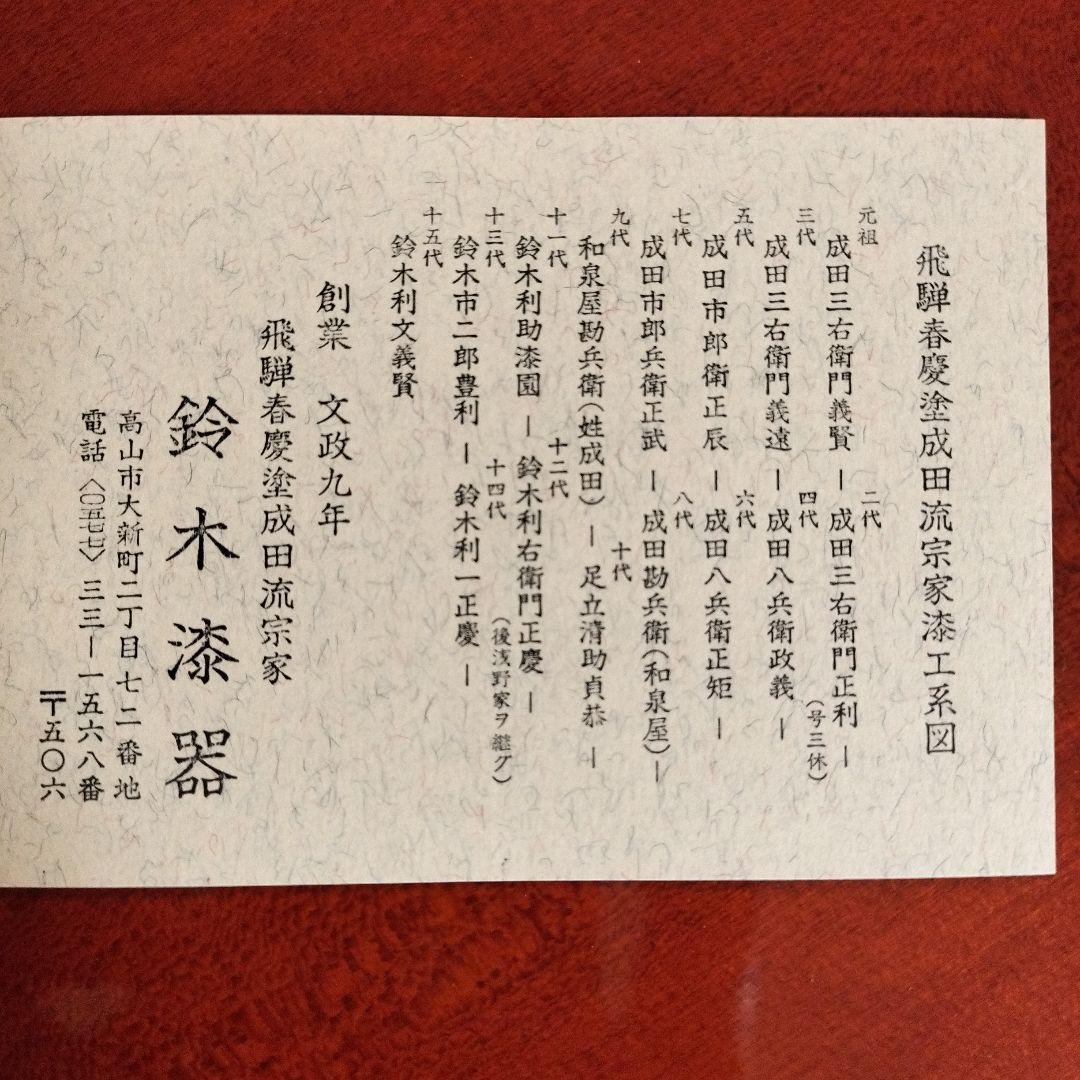 飛騨春慶塗成田流宗家漆工系図
元祖 二代
成田三右衛門義賢―成田三右衛門正利―
(号三休)
三代 四代
成田三右衛門義遠―成田八兵衛政義―
五代 六代
成田市郎衛正辰―成田八兵衛正矩―
七代 八代
成田市郎兵衛正武―成田勘兵衛(和泉屋)―
九代 十代
和泉屋勘兵衛(姓成田)―足立清助貞恭―
十一代 十二代
鈴木利助漆園―鈴木利右衛門正慶―
(後浅野家ヲ継グ)
十三代 十四代
鈴木市二郎豊利―鈴木利一正慶―
十五代
鈴木利文義賢
創業 文政九年
飛騨春慶塗成田流宗家
鈴木漆器
高山市大新町二丁目七二番地
電話〈〇五七七〉三三―一五六八番
〒五〇六